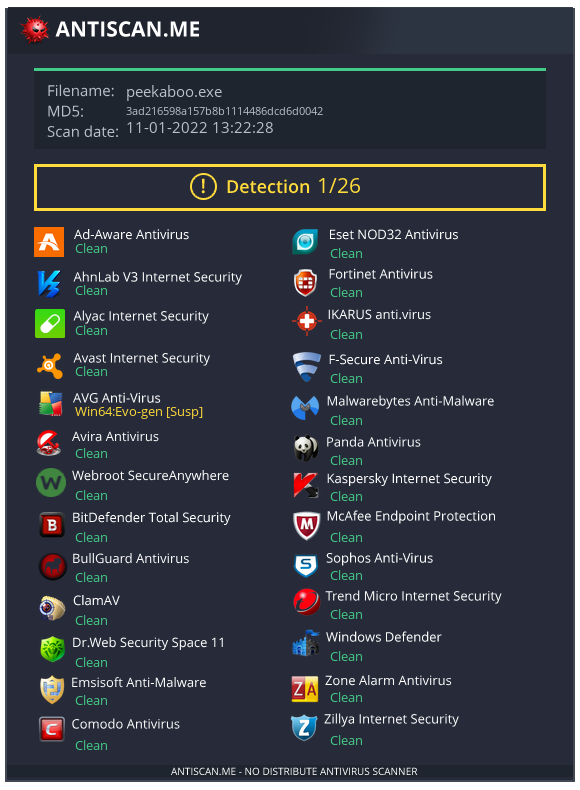 ANTISCAN.ME
Filename: peekaboo.exe
MD5: 3ad216598a157b8b1114486dcd6d0042
Scan date: 11-01-2022 13:22:28
! Detection 1/26
Ad-Aware Antivirus
Clean
AhnLab V3 Internet Security
Clean
Alyac Internet Security
Clean
Avast Internet Security
Clean
AVG Anti-Virus
Win64:Evo-gen [Susp]
Avira Antivirus
Clean
Webroot SecureAnywhere
Clean
BitDefender Total Security
Clean
BullGuard Antivirus
Clean
ClamAV
Clean
Dr.Web Security Space 11
Clean
Emsisoft Anti-Malware
Clean
Comodo Antivirus
Clean
Eset NOD32 Antivirus
Clean
Fortinet Antivirus
Clean
IKARUS anti.virus
Clean
F-Secure Anti-Virus
Clean
Malwarebytes Anti-Malware
Clean
Panda Antivirus
Clean
Kaspersky Internet Security
Clean
McAfee Endpoint Protection
Clean
Sophos Anti-Virus
Clean
Trend Micro Internet Security
Clean
Windows Defender
Clean
Zone Alarm Antivirus
Clean
Zillya Internet Security
Clean
ANTISCAN.ME - NO DISTRIBUTE ANTIVIRUS SCANNER